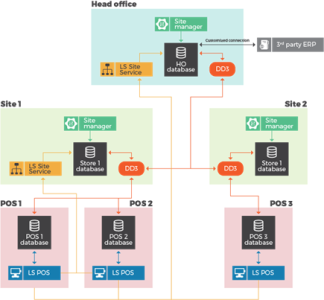 Head office
Site
manager
Customised connection
3rd party ERP
LS Site
Service
HO
database
DD3
Site 1
Site 2
Site
manager
Site
manager
Store 1
database
LS Site
Service
DD3
DD3
Store 1
database
POS 1
POS 2
POS 3
POS 1
database
POS 2
database
POS 3
database
LS POS
LS POS
LS POS